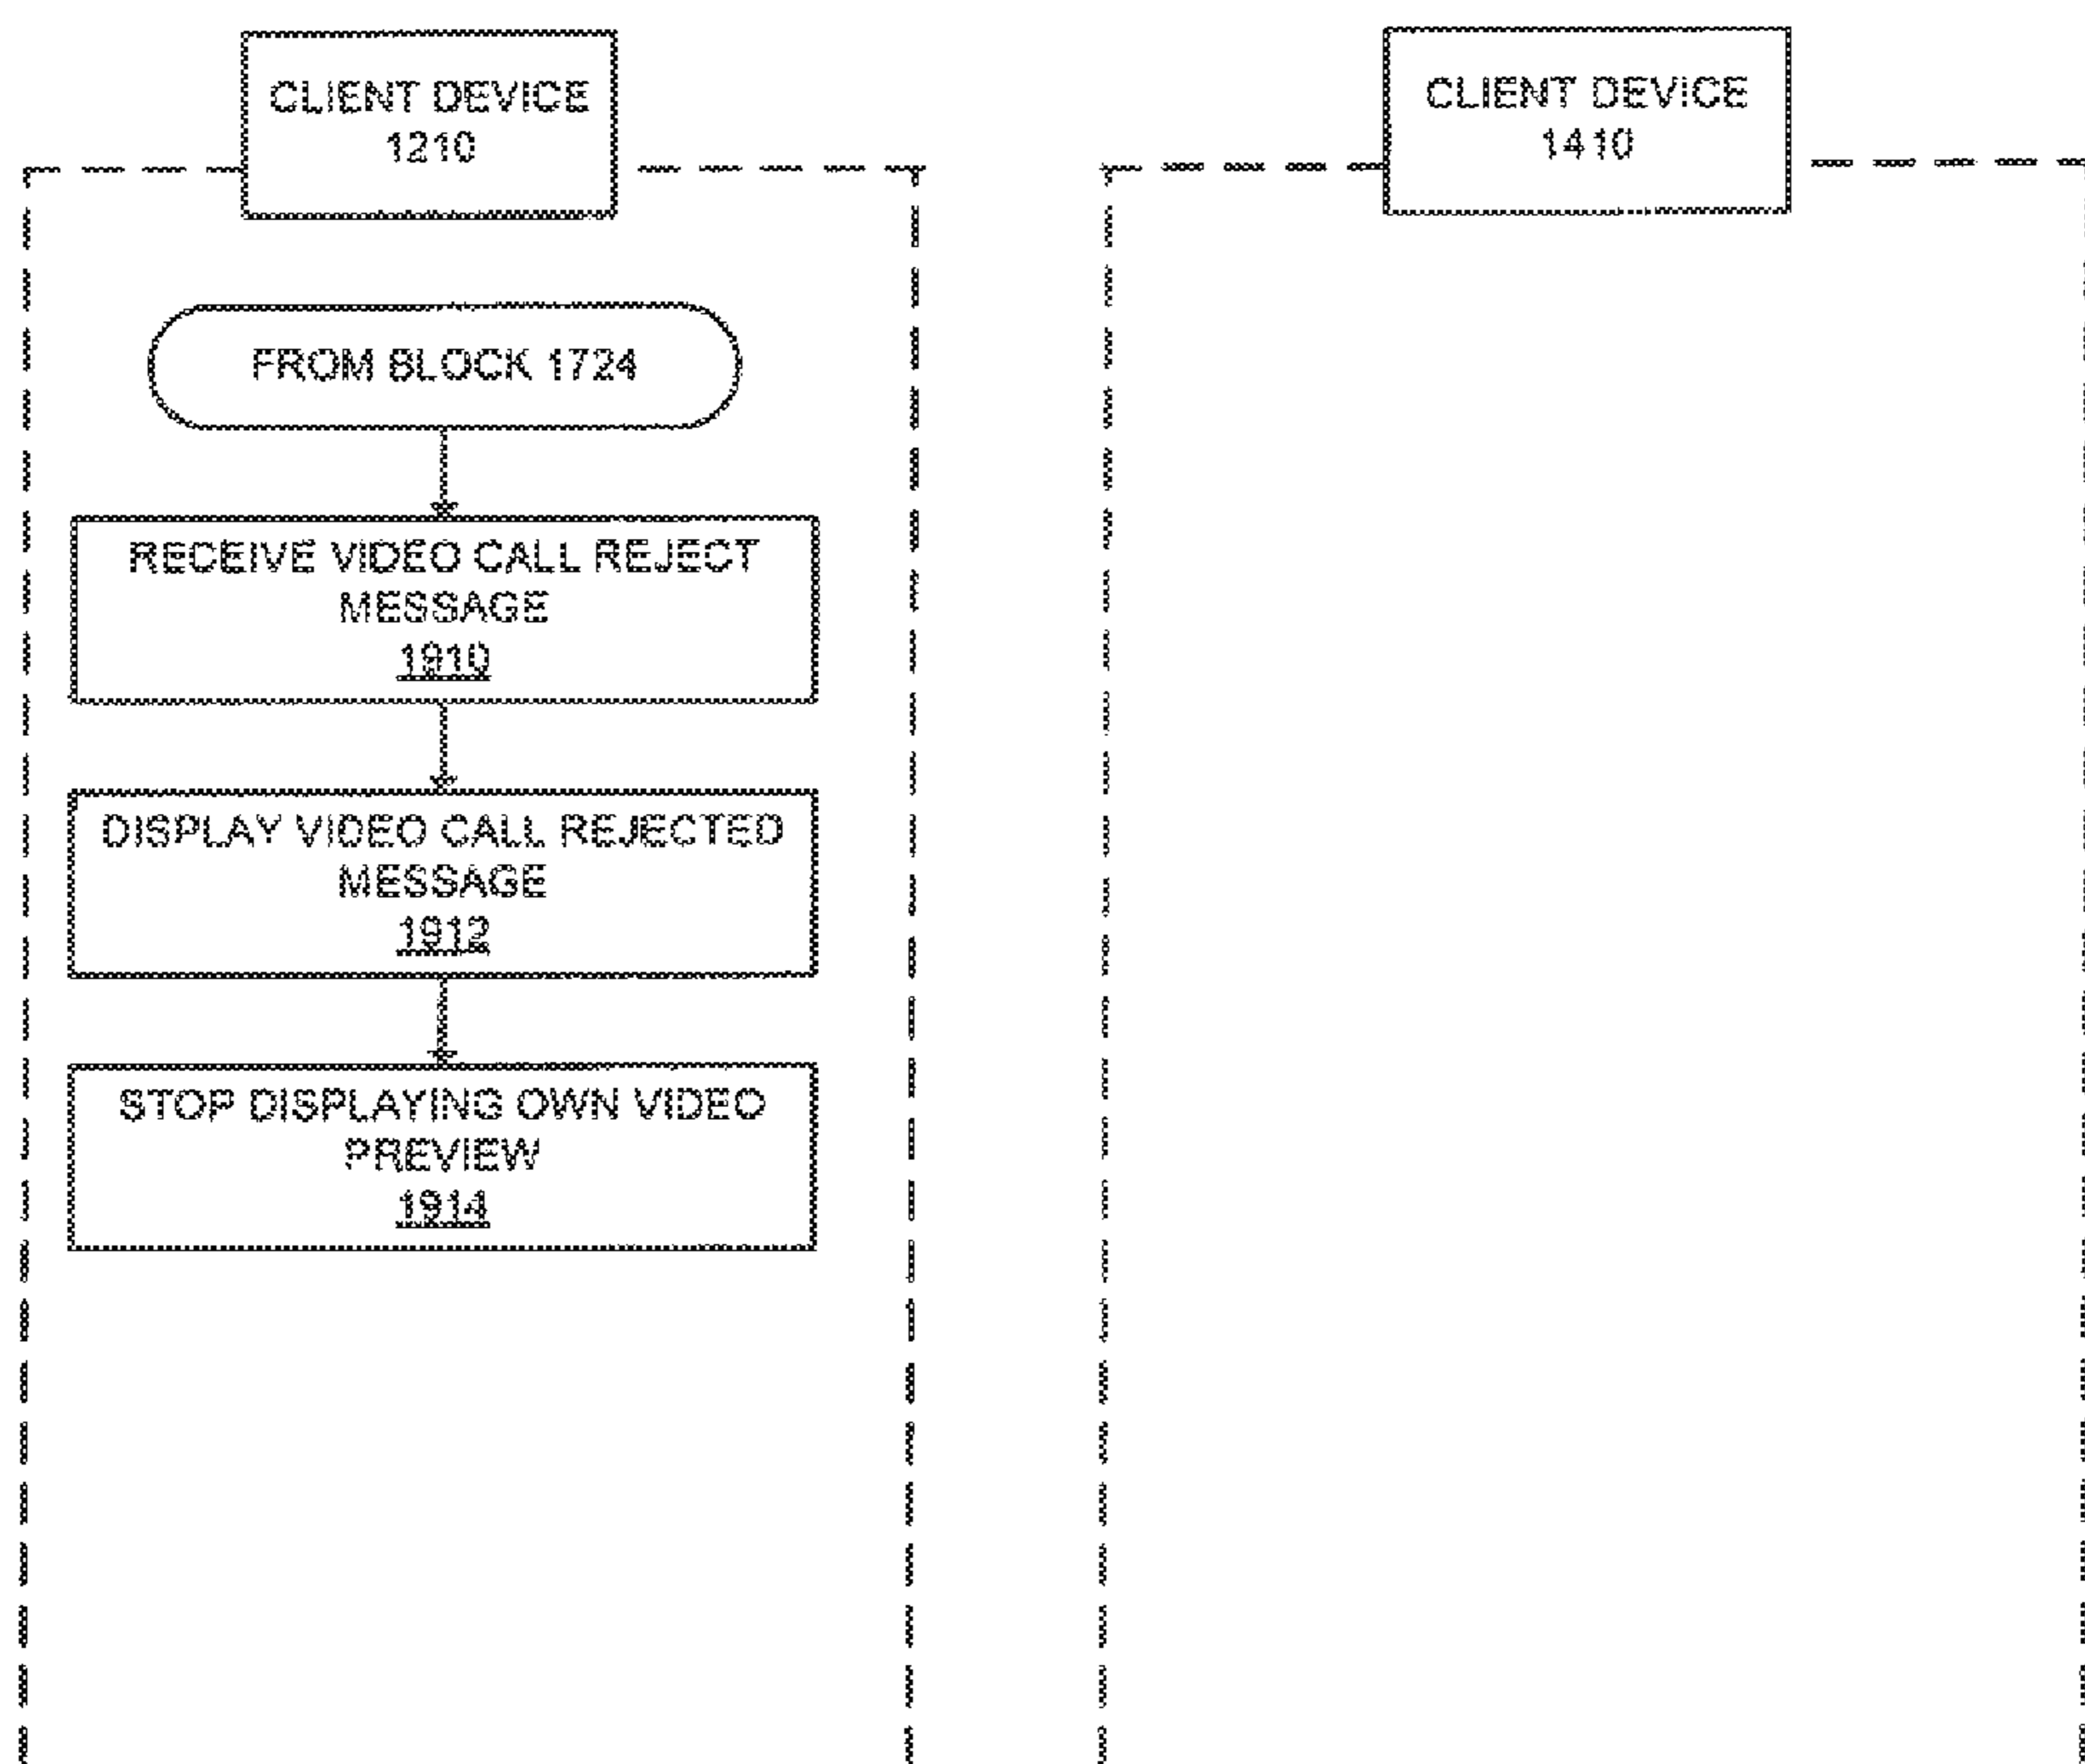 CLIENT DEVICE
1210
CLIENT DEVICE
1410
FROM BLOCK 1724
RECEIVE VIDEO CALL REJECT
MESSAGE
1910
DISPLAY VIDEO CALL REJECTED
MESSAGE
1912
STOP DISPLAYING OWN VIDEO
PREVIEW
1914